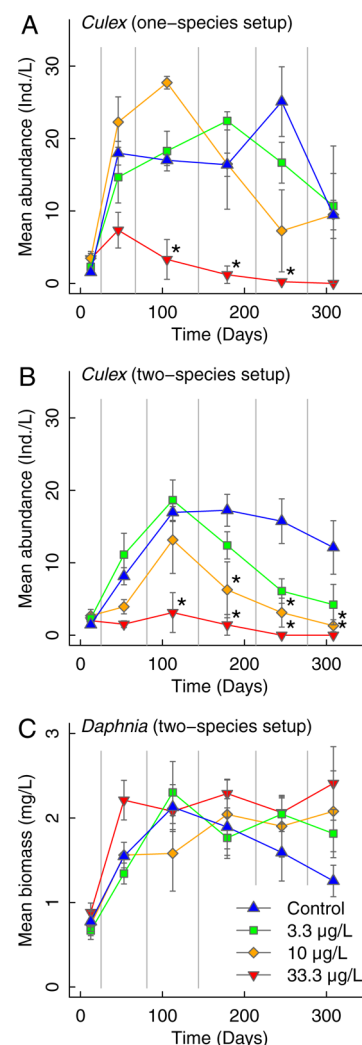 A
Culex (one−species setup)
Mean abundance (Ind./L)
30
20
10
0
* * *
0 100 200 300
Time (Days)
B
Culex (two−species setup)
Mean abundance (Ind./L)
30
20
10
0
* * * * * * * *
0 100 200 300
Time (Days)
C
Daphnia (two−species setup)
Mean biomass (mg/L)
3
2
1
0
Control
3.3 µg/L
10 µg/L
33.3 µg/L
0 100 200 300
Time (Days)